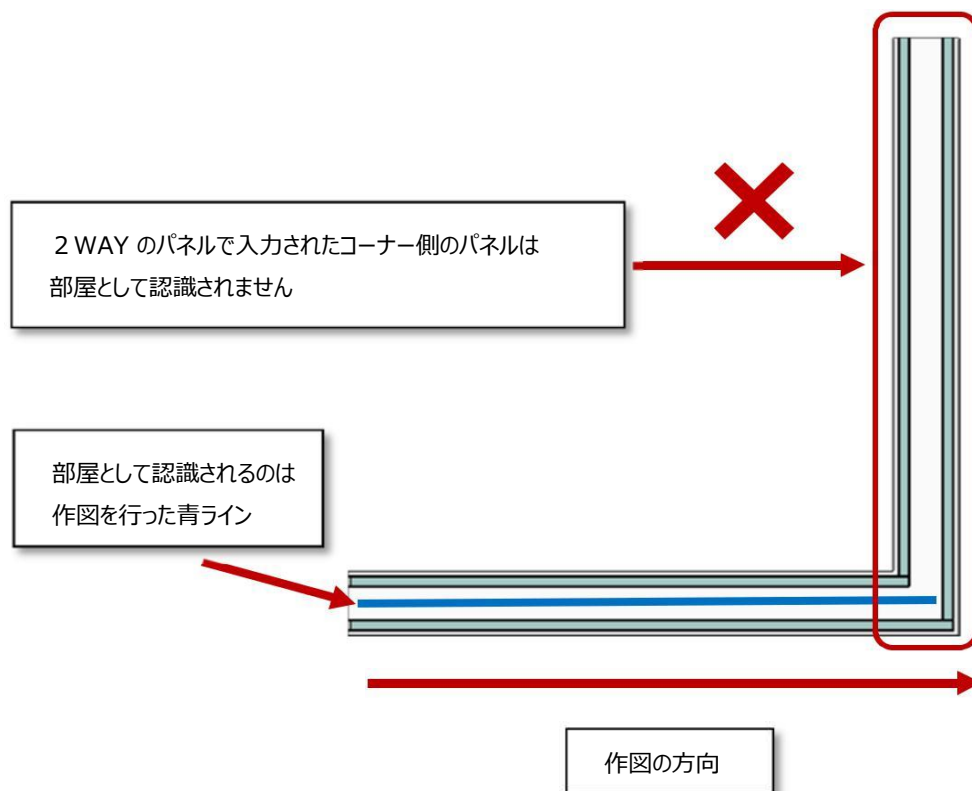 ２WAY のパネルで入力されたコーナー側のパネルは
部屋として認識されません
部屋として認識されるのは
作図を行った青ライン
作図の方向